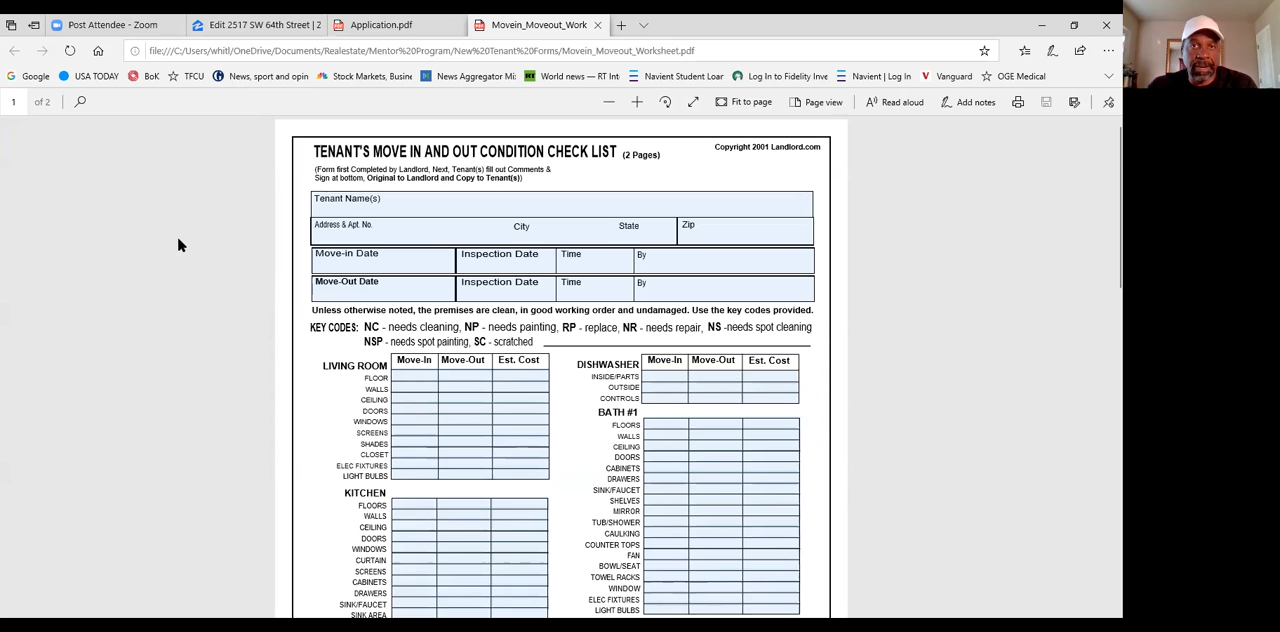 Post Attendee - Zoom
Edit 2517 SW 64th Street | 2
Application.pdf
Movein_Moveout_Work
file:///C:/Users/whitl/OneDrive/Documents/Realestate/Mentor%20Program/New%20Tenant%20Forms/Movein_Moveout_Worksheet.pdf
Google USA TODAY BoK TFCU News, sport and opin Stock Markets, Busine News Aggregator Mi: World news — RT Int Navient Student Loar Log In to Fidelity Inve Navient | Log In Vanguard OGE Medical
1 of 2 Fit to page Page view Read aloud Add notes
TENANT'S MOVE IN AND OUT CONDITION CHECK LIST (2 Pages)
Copyright 2001 Landlord.com
(Form first Completed by Landlord, Next, Tenant(s) fill out Comments &
Sign at bottom, Original to Landlord and Copy to Tenant(s))
Tenant Name(s)
Address & Apt. No. City State Zip
Move-in Date Inspection Date Time By
Move-Out Date Inspection Date Time By
Unless otherwise noted, the premises are clean, in good working order and undamaged. Use the key codes provided.
KEY CODES: NC - needs cleaning, NP - needs painting, RP - replace, NR - needs repair, NS -needs spot cleaning
NSP - needs spot painting, SC - scratched
LIVING ROOM Move-In Move-Out Est. Cost
FLOOR
WALLS
CEILING
DOORS
WINDOWS
SCREENS
SHADES
CLOSET
ELEC FIXTURES
LIGHT BULBS
KITCHEN
FLOORS
WALLS
CEILING
DOORS
WINDOWS
CURTAIN
SCREENS
CABINETS
DRAWERS
SINK/FAUCET
SINK AREA
DISHWASHER Move-In Move-Out Est. Cost
INSIDE/PARTS
OUTSIDE
CONTROLS
BATH #1
FLOORS
WALLS
CEILING
DOORS
CABINETS
DRAWERS
SINK/FAUCET
SHELVES
MIRROR
TUB/SHOWER
CAULKING
COUNTER TOPS
FAN
BOWL/SEAT
TOWEL RACKS
WINDOW
ELEC FIXTURES
LIGHT BULBS